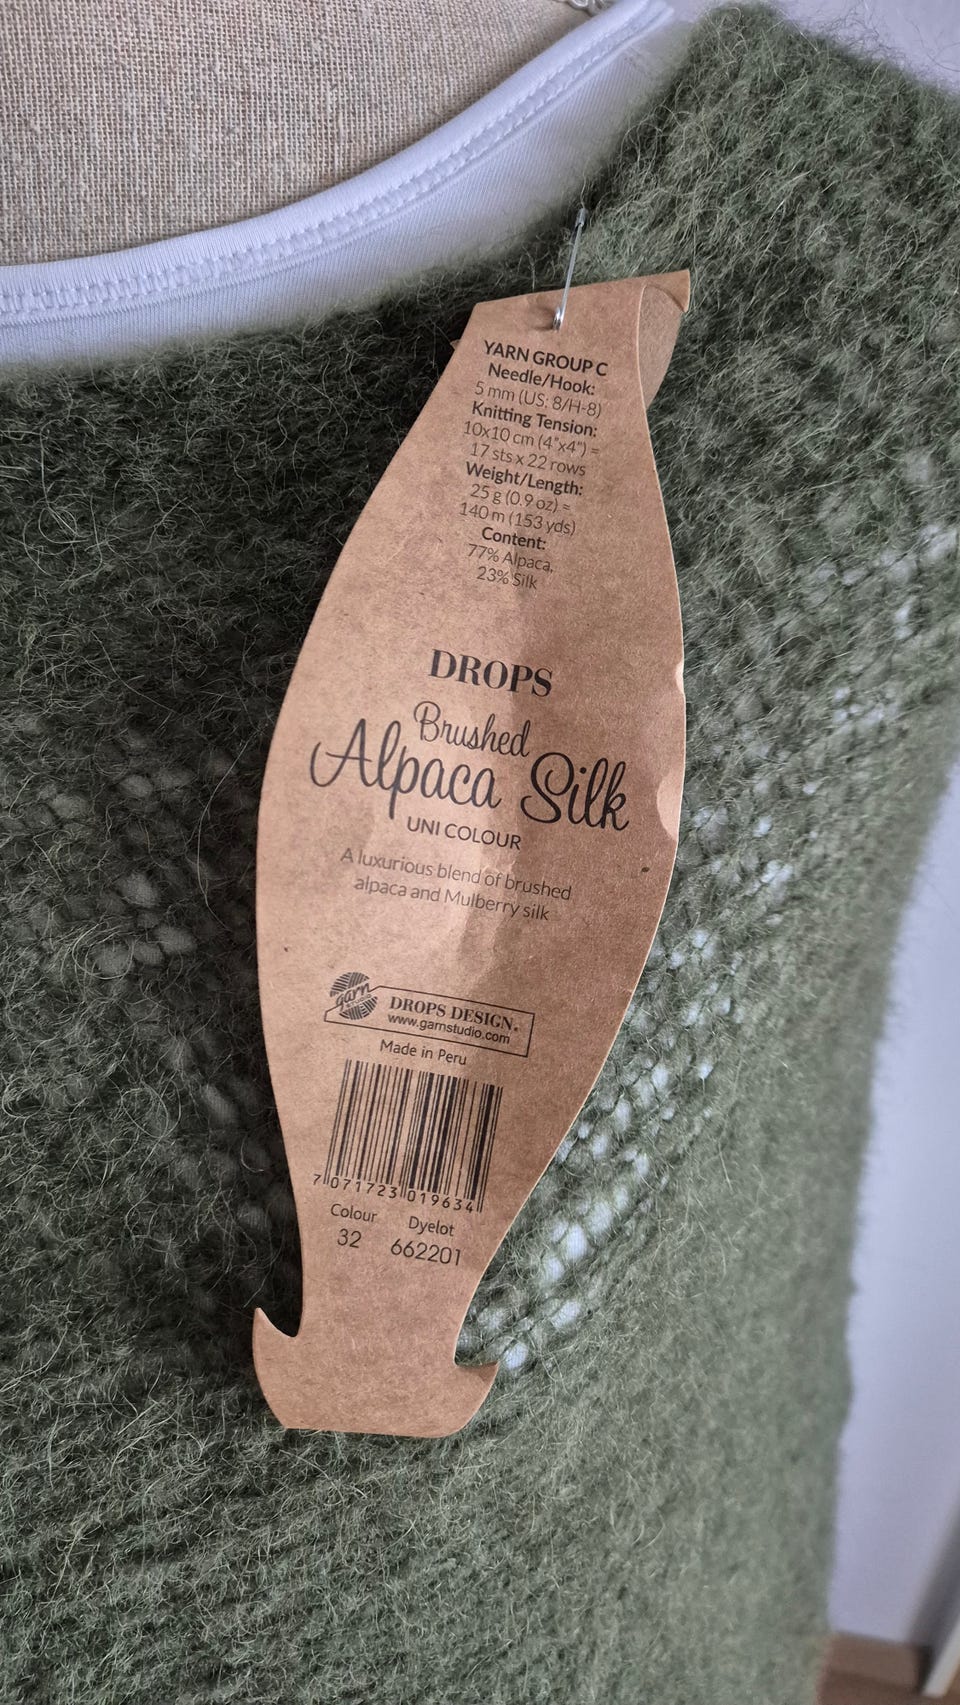 YARN GROUP C
Needle/Hook:
5 mm (US: 8/H-8)
Knitting Tension:
10x10 cm (4"x4") =
17 sts x 22 rows
Weight/Length:
25 g (0.9 oz) =
140 m (153 yds)
Content:
77% Alpaca,
23% Silk
DROPS
Brushed
Alpaca Silk
UNI COLOUR
A luxurious blend of brushed
alpaca and Mulberry silk
garn
DROPS DESIGN®
www.garnstudio.com
Made in Peru
7 071723 019634
Colour Dyelot
32 662201